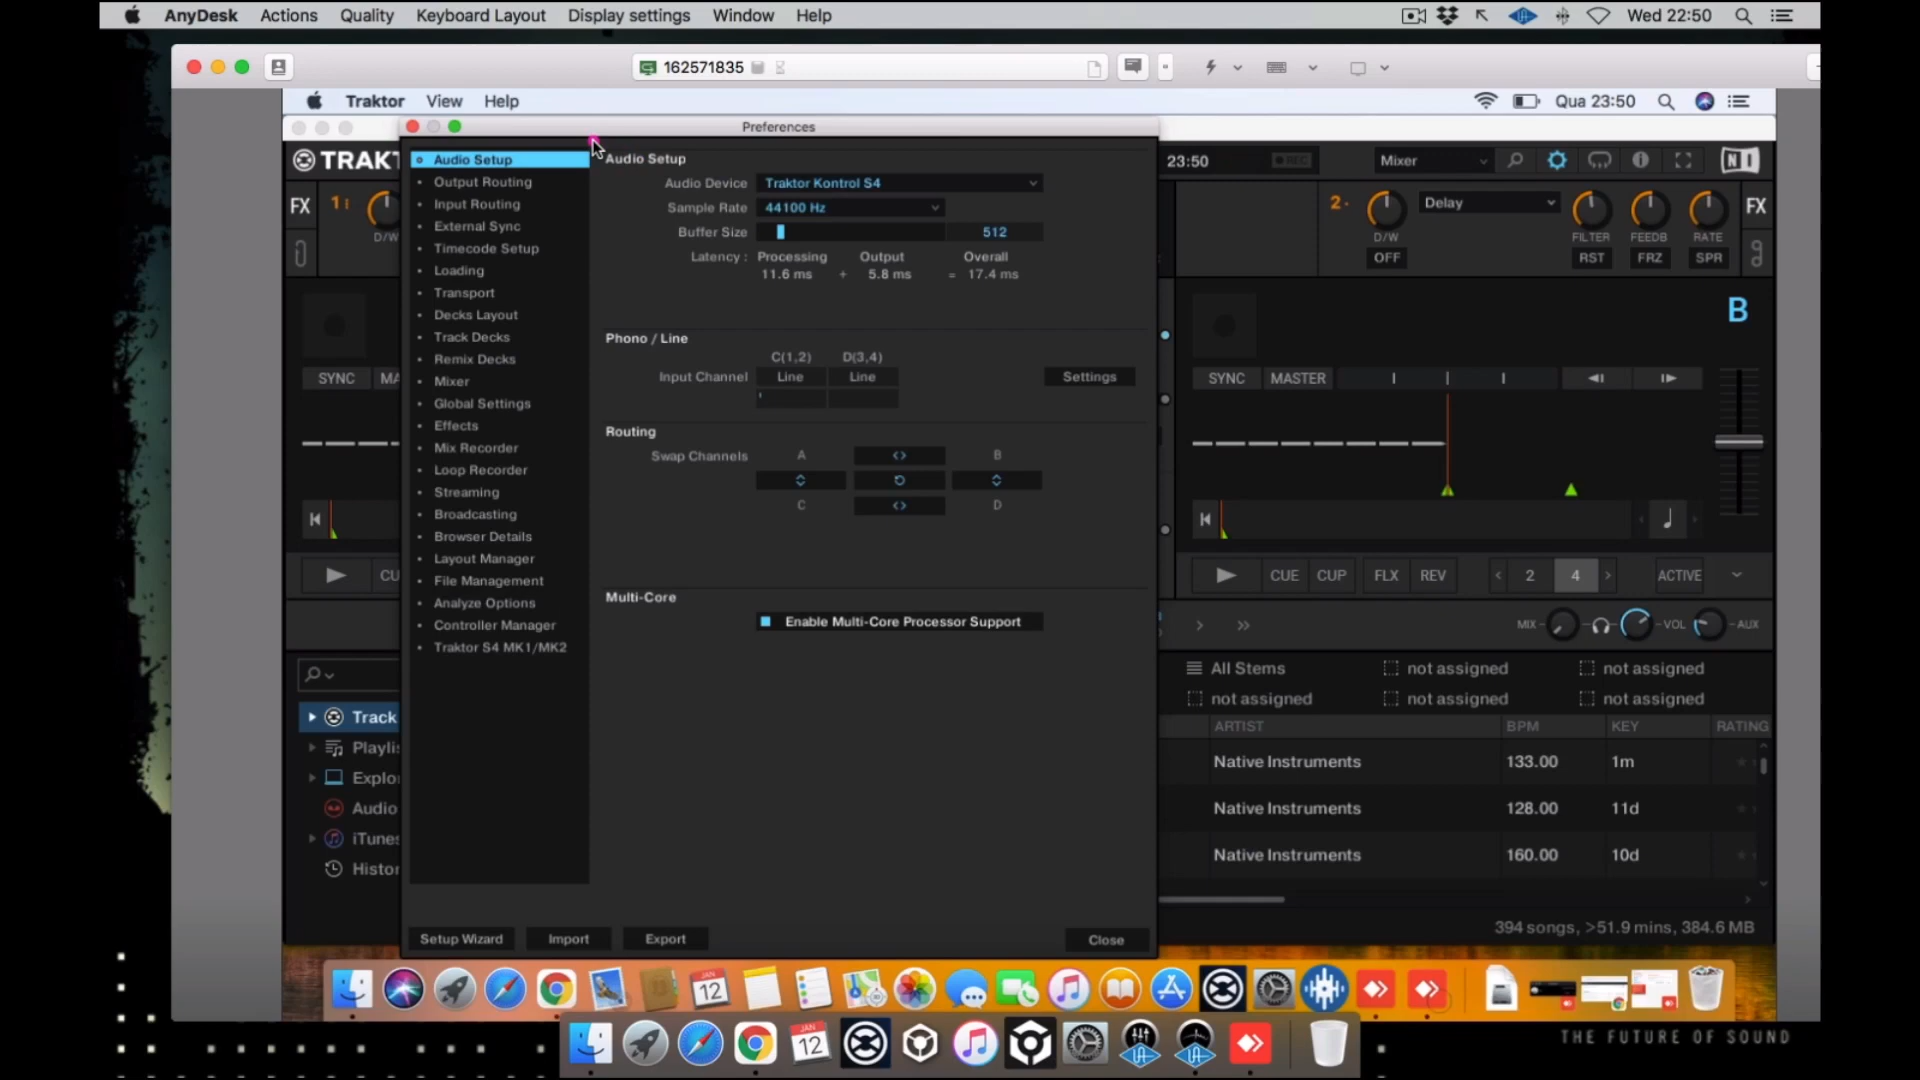 AnyDesk Actions Quality Keyboard Layout Display settings Window Help Wed 22:50
162571835
Traktor View Help Qua 23:50
Preferences
TRAKT 23:50 REC Mixer
Audio Setup
Output Routing
Input Routing
External Sync
Timecode Setup
Loading
Transport
Decks Layout
Track Decks
Remix Decks
Mixer
Global Settings
Effects
Mix Recorder
Loop Recorder
Streaming
Broadcasting
Browser Details
Layout Manager
File Management
Analyze Options
Controller Manager
Traktor S4 MK1/MK2
Audio Setup
Audio Device Traktor Kontrol S4
Sample Rate 44100 Hz
Buffer Size 512
Latency : Processing Output Overall
11.6 ms + 5.8 ms = 17.4 ms
Phono / Line
C(1,2) D(3,4)
Input Channel Line Line Settings
Routing
Swap Channels A B
C D
Multi-Core
Enable Multi-Core Processor Support
Setup Wizard Import Export Close
FX 1
D/W
2 Delay FX
D/W FILTER FEEDB RATE
OFF RST FRZ SPR
B
SYNC MA
SYNC MASTER
CU
CUE CUP FLX REV 2 4 ACTIVE
MIX VOL AUX
Track
Playlis
Explo
Audio
iTunes
Histor
All Stems not assigned not assigned
not assigned not assigned not assigned
ARTIST BPM KEY RATING
Native Instruments 133.00 1m
Native Instruments 128.00 11d
Native Instruments 160.00 10d
394 songs, >51.9 mins, 384.6 MB
JAN
12
JAN
12
THE FUTURE OF SOUND